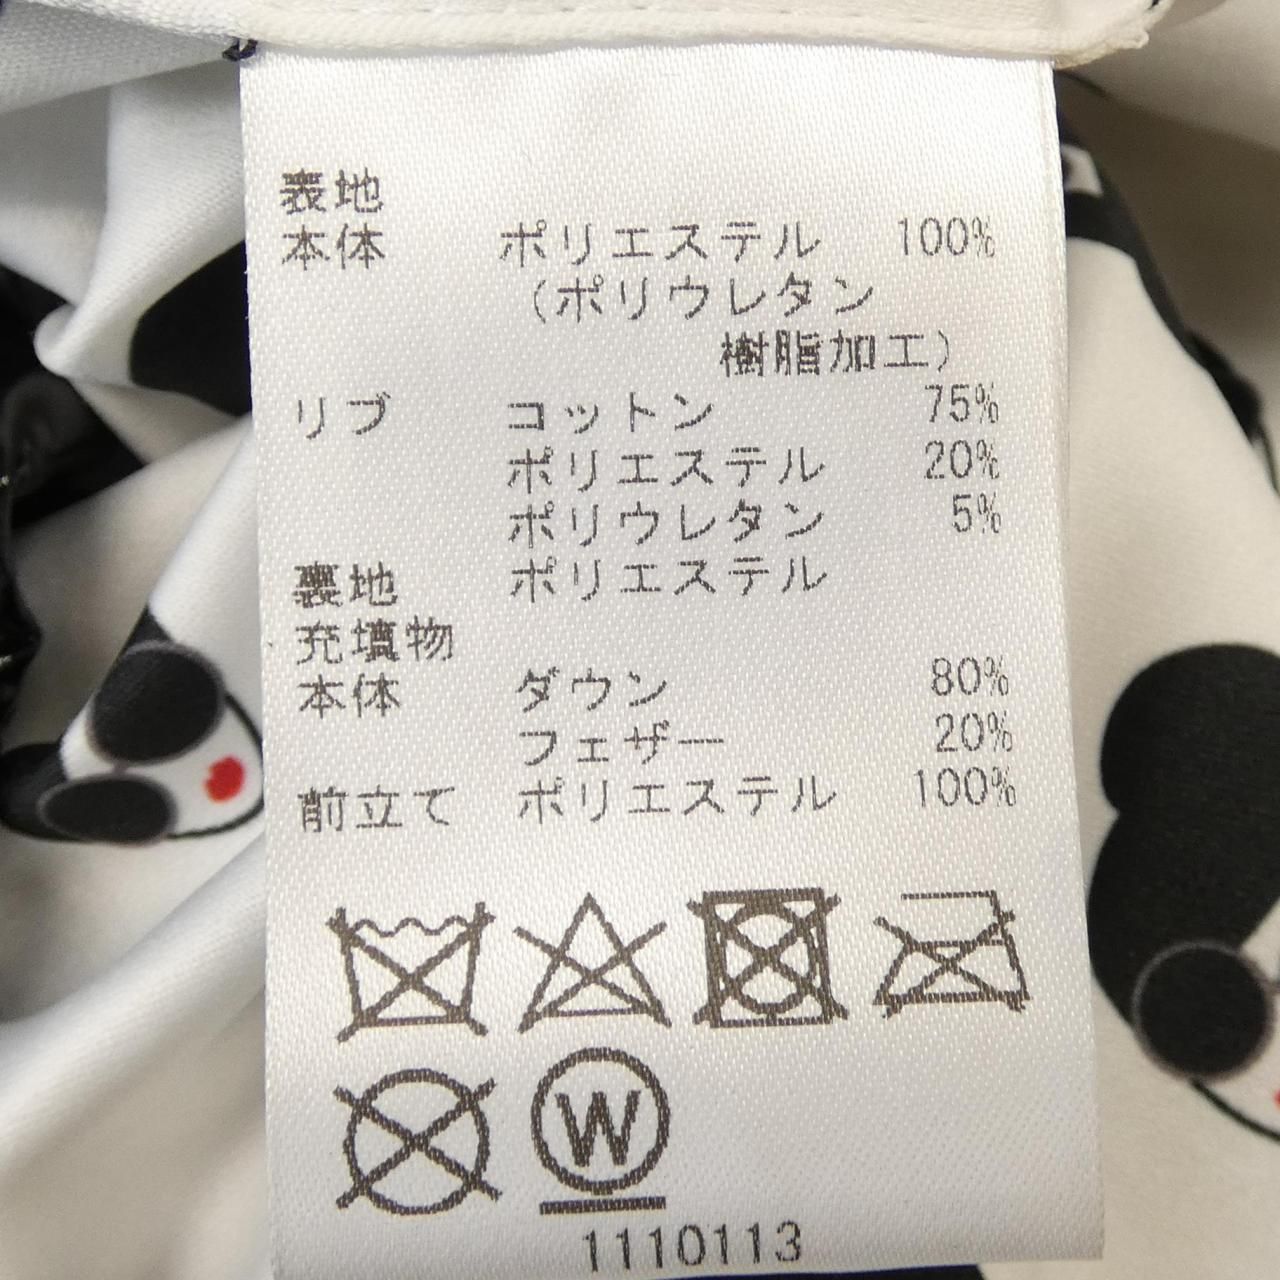 表地
本体 ポリエステル 100%
（ポリウレタン
樹脂加工）
リブ コットン 75%
ポリエステル 20%
ポリウレタン 5%
裏地 ポリエステル
充填物
本体 ダウン 80%
フェザー 20%
前立て ポリエステル 100%
W
1110113